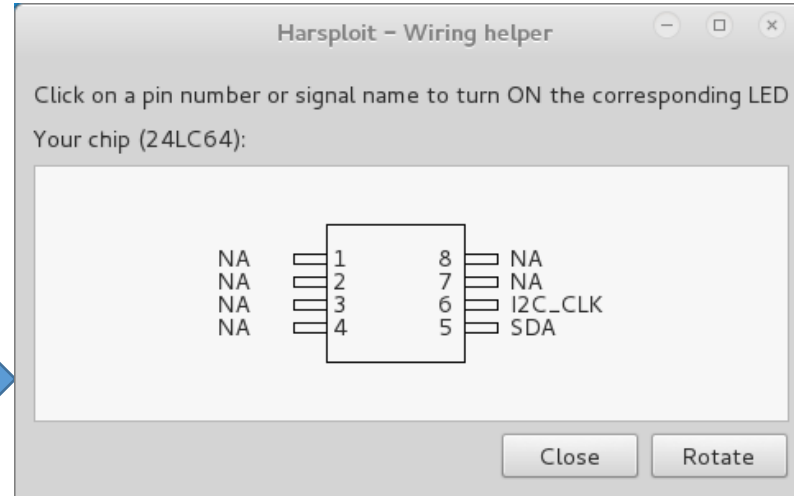 Harsploit - Wiring helper
Click on a pin number or signal name to turn ON the corresponding LED
Your chip (24LC64):
NA 1 8 NA
NA 2 7 NA
NA 3 6 I2C_CLK
NA 4 5 SDA
Close Rotate